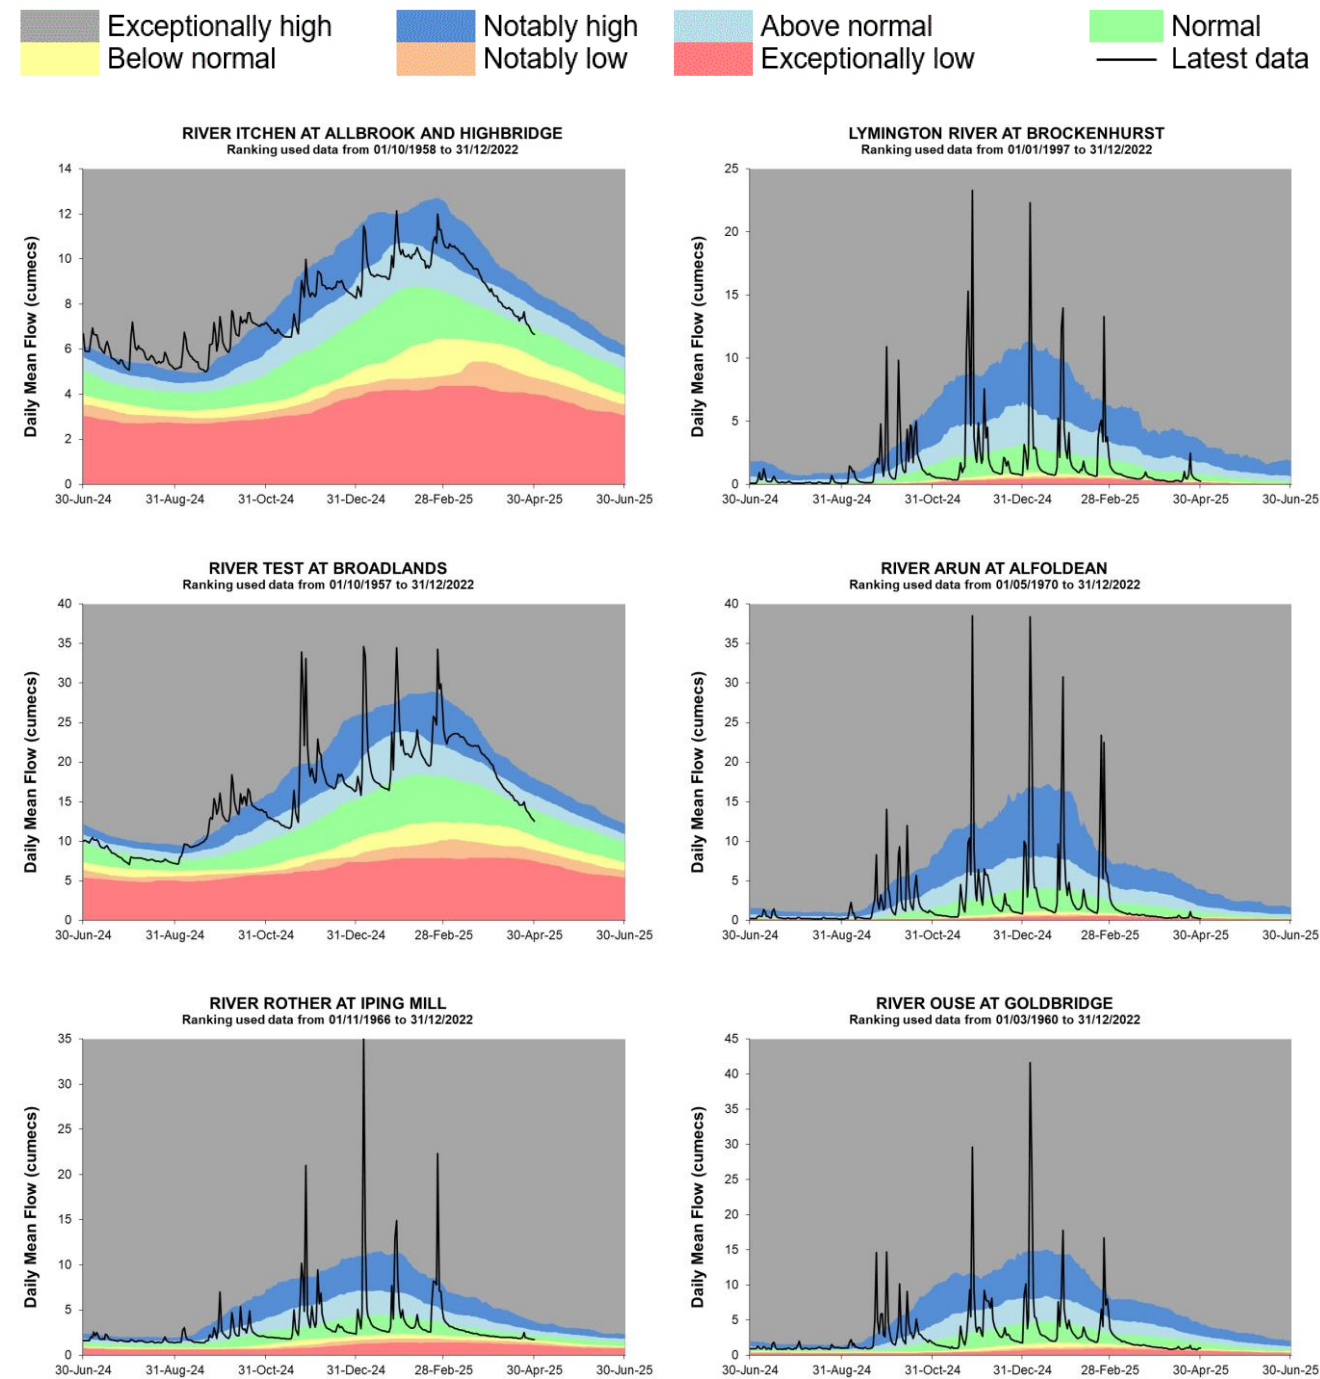 Exceptionally high Notably high Above normal Normal
Below normal Notably low Exceptionally low Latest data
RIVER ITCHEN AT ALLBROOK AND HIGHBRIDGE
Ranking used data from 01/10/1958 to 31/12/2022
Daily Mean Flow (cumecs)
14
12
10
8
6
4
2
0
30-Jun-24 31-Aug-24 31-Oct-24 31-Dec-24 28-Feb-25 30-Apr-25 30-Jun-25
LYMINGTON RIVER AT BROCKENHURST
Ranking used data from 01/01/1997 to 31/12/2022
Daily Mean Flow (cumecs)
25
20
15
10
5
0
30-Jun-24 31-Aug-24 31-Oct-24 31-Dec-24 28-Feb-25 30-Apr-25 30-Jun-25
RIVER TEST AT BROADLANDS
Ranking used data from 01/10/1957 to 31/12/2022
Daily Mean Flow (cumecs)
40
35
30
25
20
15
10
5
0
30-Jun-24 31-Aug-24 31-Oct-24 31-Dec-24 28-Feb-25 30-Apr-25 30-Jun-25
RIVER ARUN AT ALFOLDEAN
Ranking used data from 01/05/1970 to 31/12/2022
Daily Mean Flow (cumecs)
40
35
30
25
20
15
10
5
0
30-Jun-24 31-Aug-24 31-Oct-24 31-Dec-24 28-Feb-25 30-Apr-25 30-Jun-25
RIVER ROTHER AT IPING MILL
Ranking used data from 01/11/1966 to 31/12/2022
Daily Mean Flow (cumecs)
35
30
25
20
15
10
5
0
30-Jun-24 31-Aug-24 31-Oct-24 31-Dec-24 28-Feb-25 30-Apr-25 30-Jun-25
RIVER OUSE AT GOLDBRIDGE
Ranking used data from 01/03/1960 to 31/12/2022
Daily Mean Flow (cumecs)
45
40
35
30
25
20
15
10
5
0
30-Jun-24 31-Aug-24 31-Oct-24 31-Dec-24 28-Feb-25 30-Apr-25 30-Jun-25